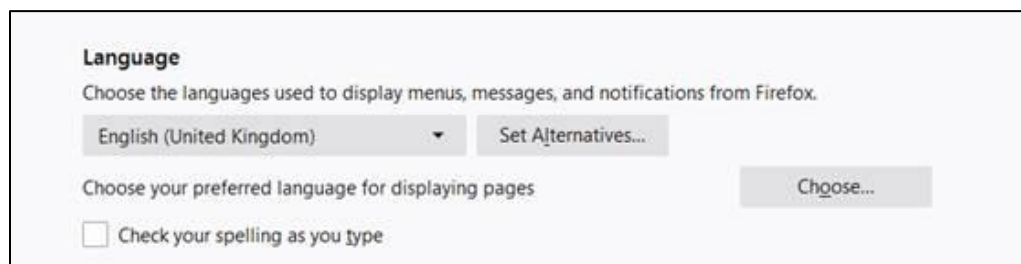 Language
Choose the languages used to display menus, messages, and notifications from Firefox.
English (United Kingdom) Set Alternatives...
Choose your preferred language for displaying pages Choose...
Check your spelling as you type